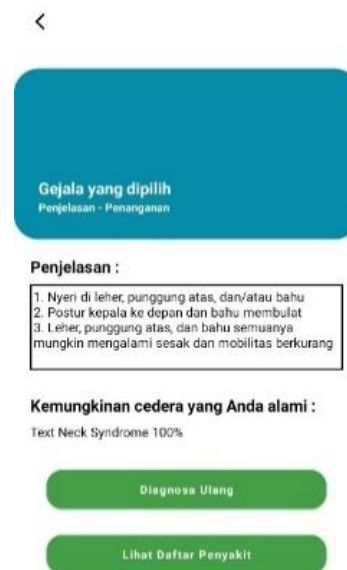 Gejala yang dipilih
Penjelasan - Penanganan
Penjelasan :
1. Nyeri di leher, punggung atas, dan/atau bahu
2. Postur kepala ke depan dan bahu membulat
3. Leher, punggung atas, dan bahu semuanya
mungkin mengalami sesak dan mobilitas berkurang
Kemungkinan cedera yang Anda alami :
Text Neck Syndrome 100%
Diagnosa Ulang
Lihat Daftar Penyakit